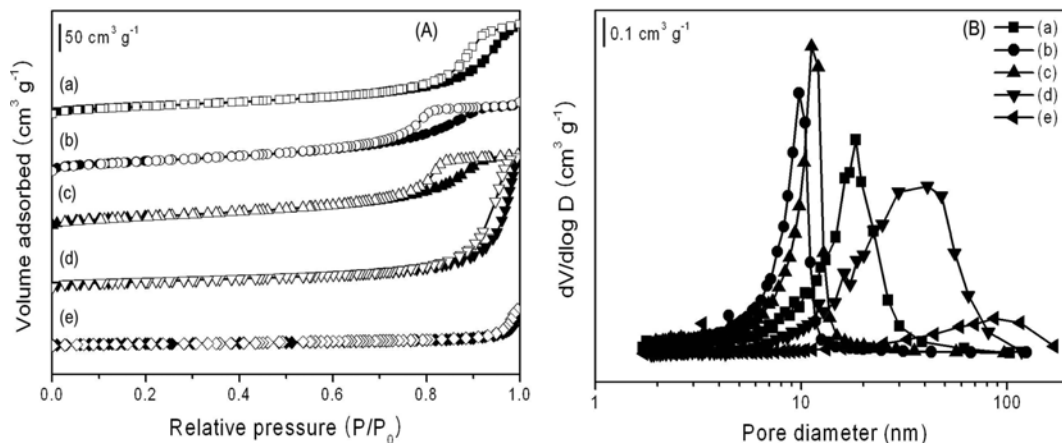 50 cm³ g⁻¹
(A)
(a)
(b)
(c)
(d)
(e)
Volume adsorbed (cm³ g⁻¹)
0.0 0.2 0.4 0.6 0.8 1.0
Relative pressure (P/P₀)
0.1 cm³ g⁻¹
(B)
(a)
(b)
(c)
(d)
(e)
dV/dlog D (cm³ g⁻¹)
1 10 100
Pore diameter (nm)